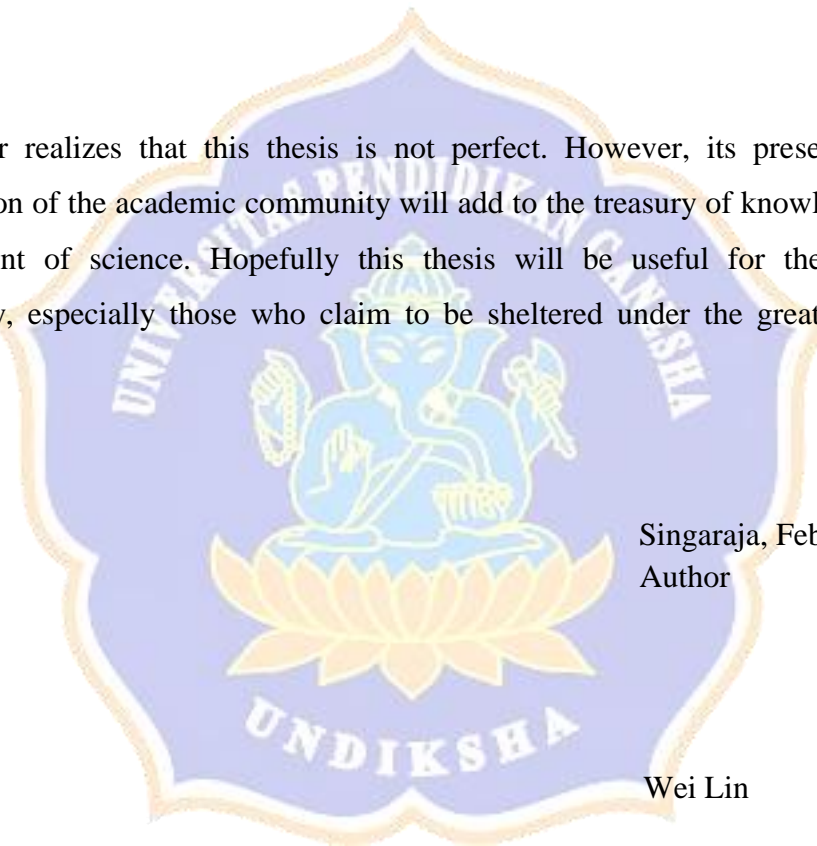 r realizes that this thesis is not perfect. However, its prese
on of the academic community will add to the treasury of knowl
nt of science. Hopefully this thesis will be useful for the
y, especially those who claim to be sheltered under the great
UNIVERSITAS PENDIDIKAN GANESHA
Singaraja, Feb
Author
UNDIKSHA
Wei Lin